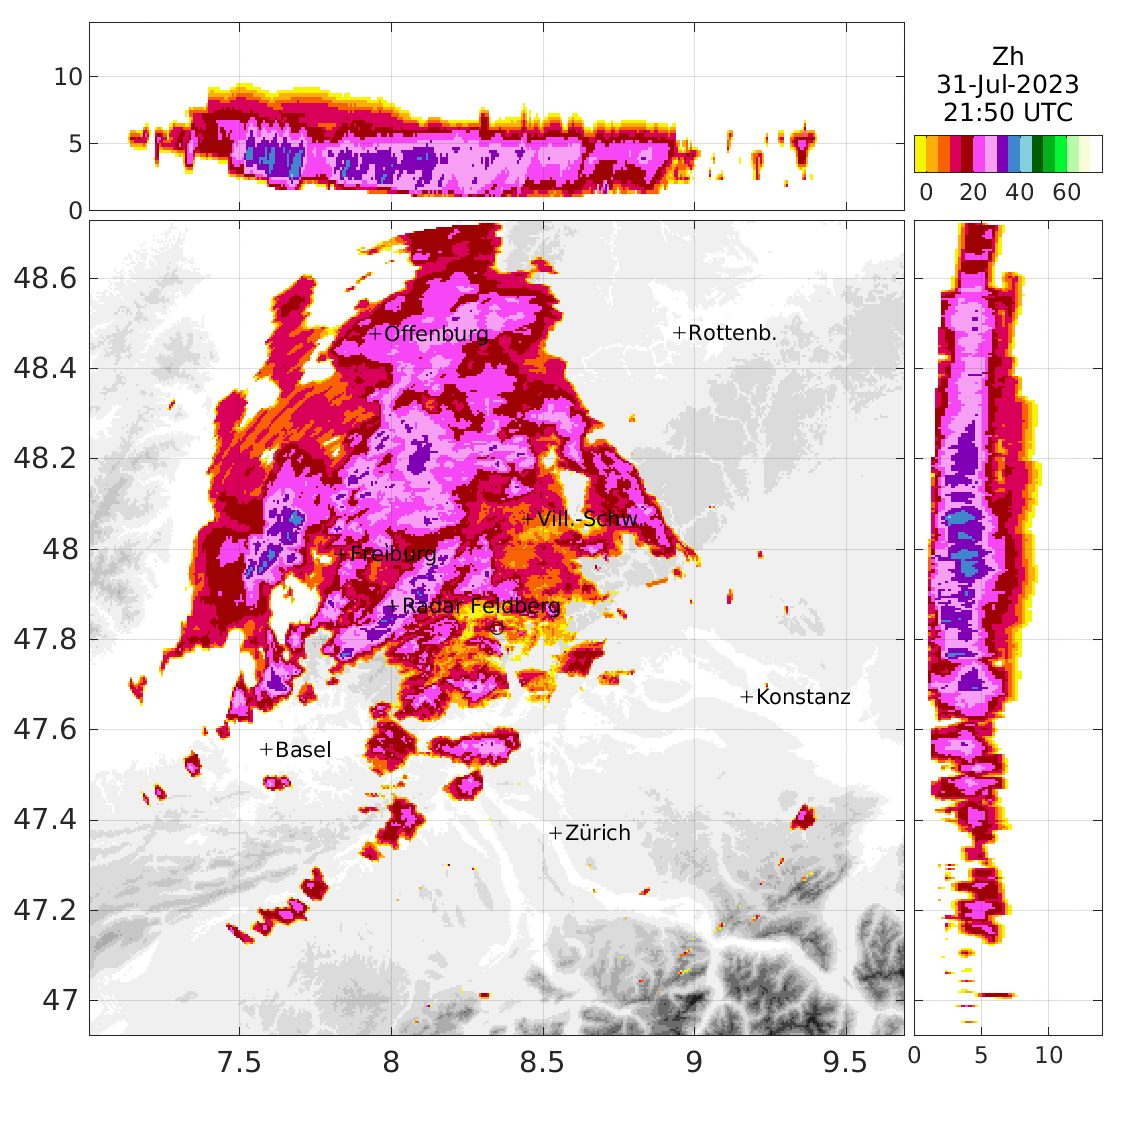 Zh
31-Jul-2023
21:50 UTC
0 20 40 60
10
5
0
48.6
48.4
48.2
48
47.8
47.6
47.4
47.2
47
+Offenburg
+Rottenb.
+Vill.-Schw.
+Freiburg
+Radar Feldberg
+Konstanz
+Basel
+Zürich
7.5 8 8.5 9 9.5
0 5 10